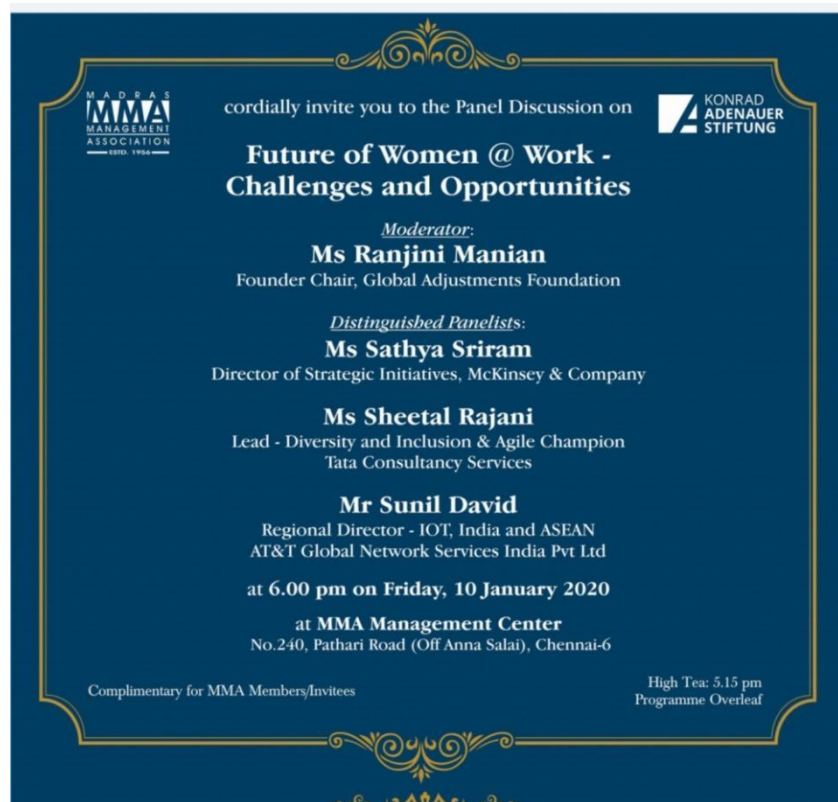 MADRAS
MMA
MANAGEMENT
ASSOCIATION
ESTD. 1956
cordially invite you to the Panel Discussion on
KONRAD
ADENAUER
STIFTUNG
Future of Women @ Work -
Challenges and Opportunities
Moderator:
Ms Ranjini Manian
Founder Chair, Global Adjustments Foundation
Distinguished Panelists:
Ms Sathya Sriram
Director of Strategic Initiatives, McKinsey & Company
Ms Sheetal Rajani
Lead - Diversity and Inclusion & Agile Champion
Tata Consultancy Services
Mr Sunil David
Regional Director - IOT, India and ASEAN
AT&T Global Network Services India Pvt Ltd
at 6.00 pm on Friday, 10 January 2020
at MMA Management Center
No.240, Pathari Road (Off Anna Salai), Chennai-6
Complimentary for MMA Members/Invitees
High Tea: 5.15 pm
Programme Overleaf